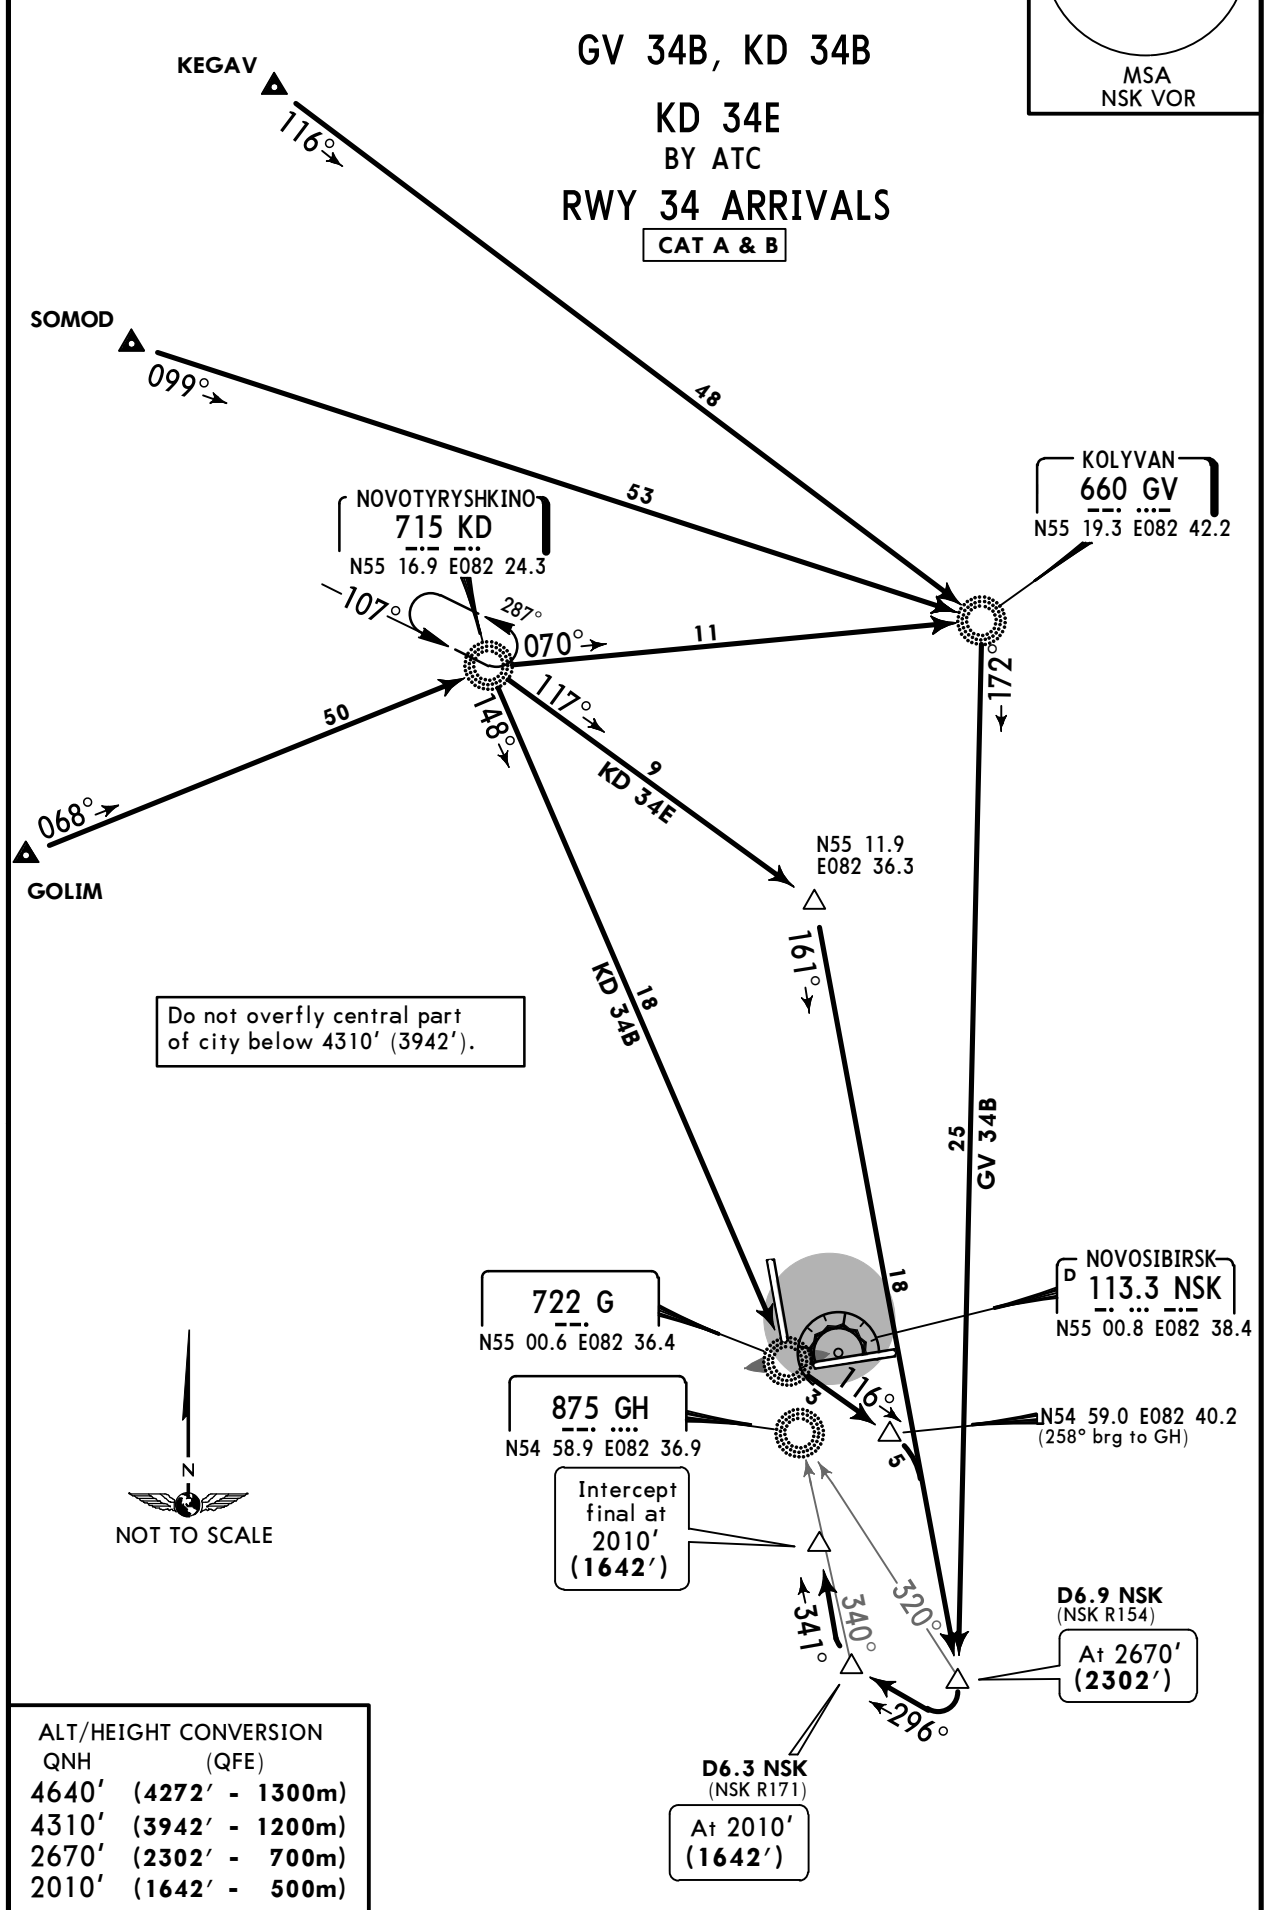 GV 34B, KD 34B
KD 34E
BY ATC
RWY 34 ARRIVALS
CAT A & B
MSA
NSK VOR
KEGAV
116°
48
SOMOD
099°
53
KOLYVAN
660 GV
N55 19.3 E082 42.2
NOVOTYRYSHKINO
715 KD
N55 16.9 E082 24.3
107°
287°
070°
11
172°
117°
148°
50
9
KD 34E
068°
GOLIM
N55 11.9
E082 36.3
161°
18
KD 34B
Do not overfly central part
of city below 4310' (3942').
25
GV 34B
18
NOVOSIBIRSK
D
113.3 NSK
N55 00.8 E082 38.4
722 G
N55 00.6 E082 36.4
875 GH
N54 58.9 E082 36.9
116°
3
5
N54 59.0 E082 40.2
(258° brg to GH)
Intercept
final at
2010'
(1642')
N
NOT TO SCALE
341°
340°
320°
D6.9 NSK
(NSK R154)
At 2670'
(2302')
296°
D6.3 NSK
(NSK R171)
At 2010'
(1642')
ALT/HEIGHT CONVERSION
QNH (QFE)
4640' (4272' - 1300m)
4310' (3942' - 1200m)
2670' (2302' - 700m)
2010' (1642' - 500m)